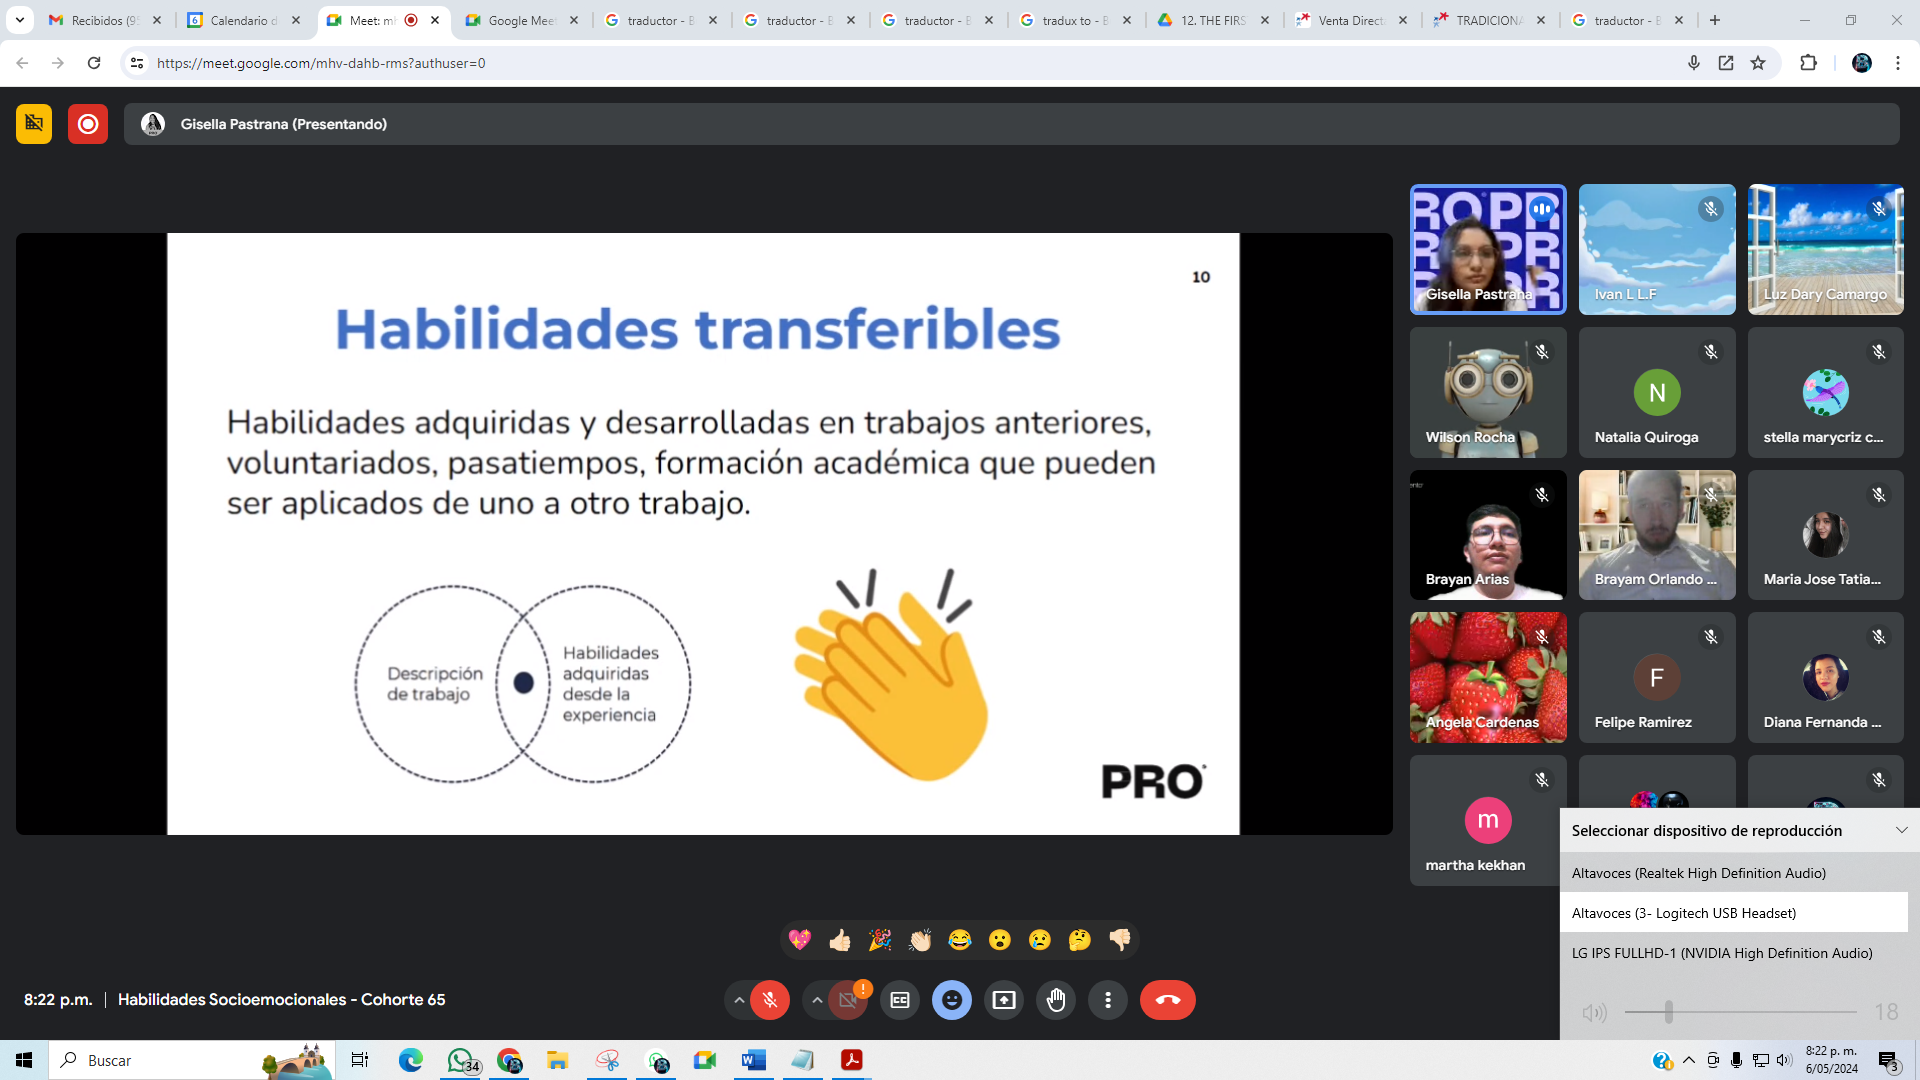 Recibidos (9
Calendario d
Meet: mh
Google Mee
traductor - B
traductor - B
traductor - B
tradux to - B
12. THE FIRS
Venta Direct
TRADICIONA
traductor - B
https://meet.google.com/mhv-dahb-rms?authuser=0
Gisella Pastrana (Presentando)
10
Habilidades transferibles
Habilidades adquiridas y desarrolladas en trabajos anteriores,
voluntariados, pasatiempos, formación académica que pueden
ser aplicados de uno a otro trabajo.
Descripción
de trabajo
Habilidades
adquiridas
desde la
experiencia
PRO
Gisella Pastrana
Ivan L L.F
Luz Dary Camargo
Wilson Rocha
N
Natalia Quiroga
stella marycriz c...
Brayan Arias
Brayam Orlando ...
Maria Jose Tatia...
Angela Cardenas
F
Felipe Ramirez
Diana Fernanda ...
m
martha kekhan
Seleccionar dispositivo de reproducción
Altavoces (Realtek High Definition Audio)
Altavoces (3- Logitech USB Headset)
LG IPS FULLHD-1 (NVIDIA High Definition Audio)
18
8:22 p.m. | Habilidades Socioemocionales - Cohorte 65
Buscar
34
8:22 p. m.
6/05/2024
3